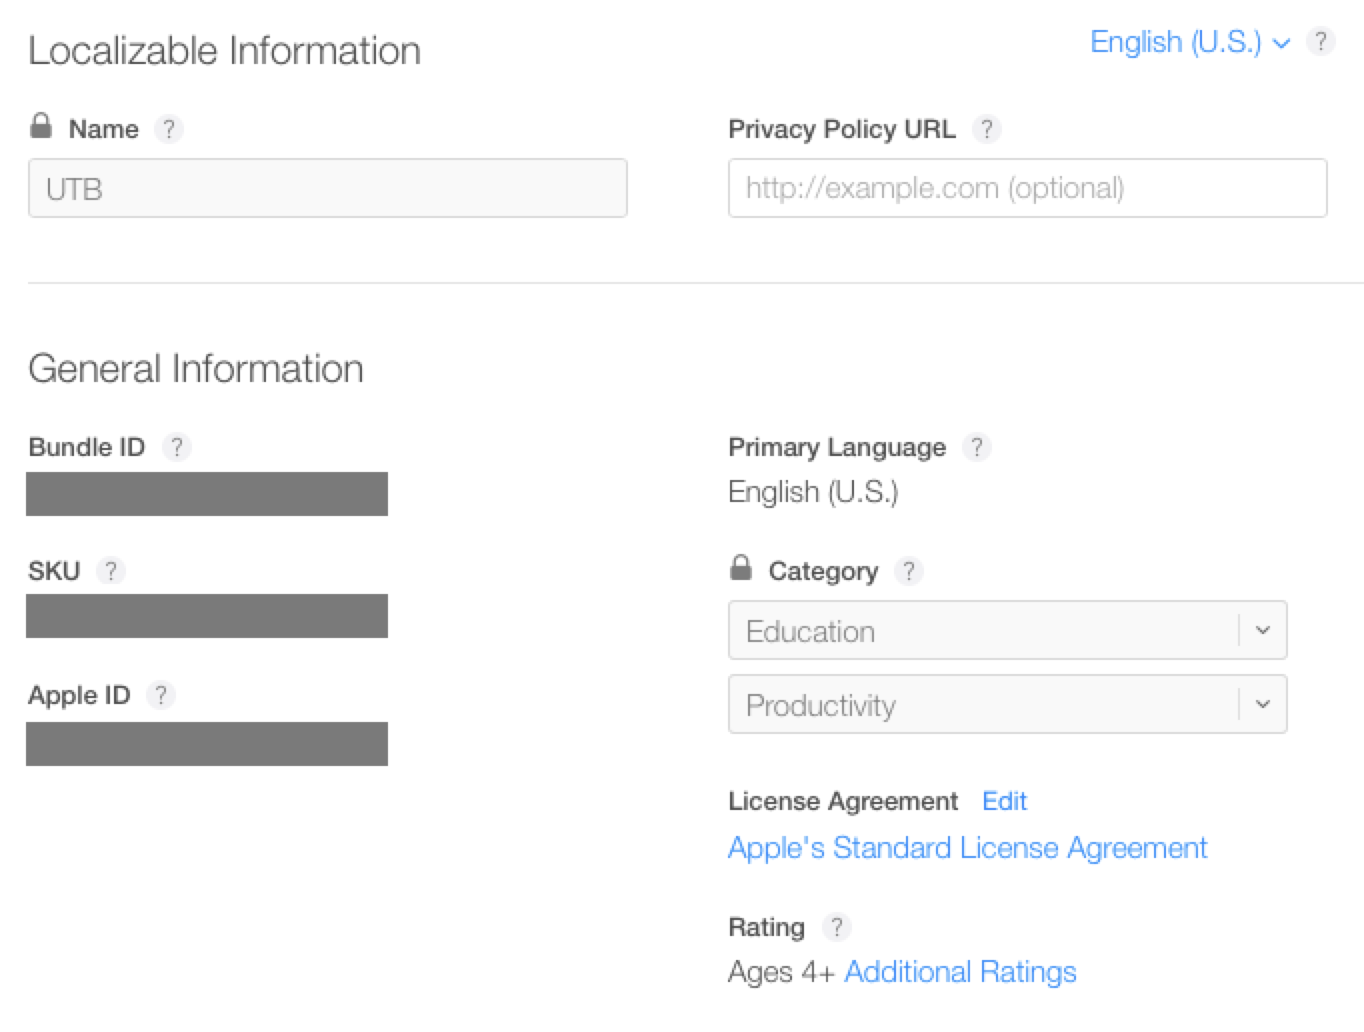 Localizable Information
English (U.S.) ?
Name ?
Privacy Policy URL ?
UTB
http://example.com (optional)
General Information
Bundle ID ?
Primary Language ?
English (U.S.)
SKU ?
Category ?
Education
Apple ID ?
Productivity
License Agreement Edit
Apple's Standard License Agreement
Rating ?
Ages 4+ Additional Ratings